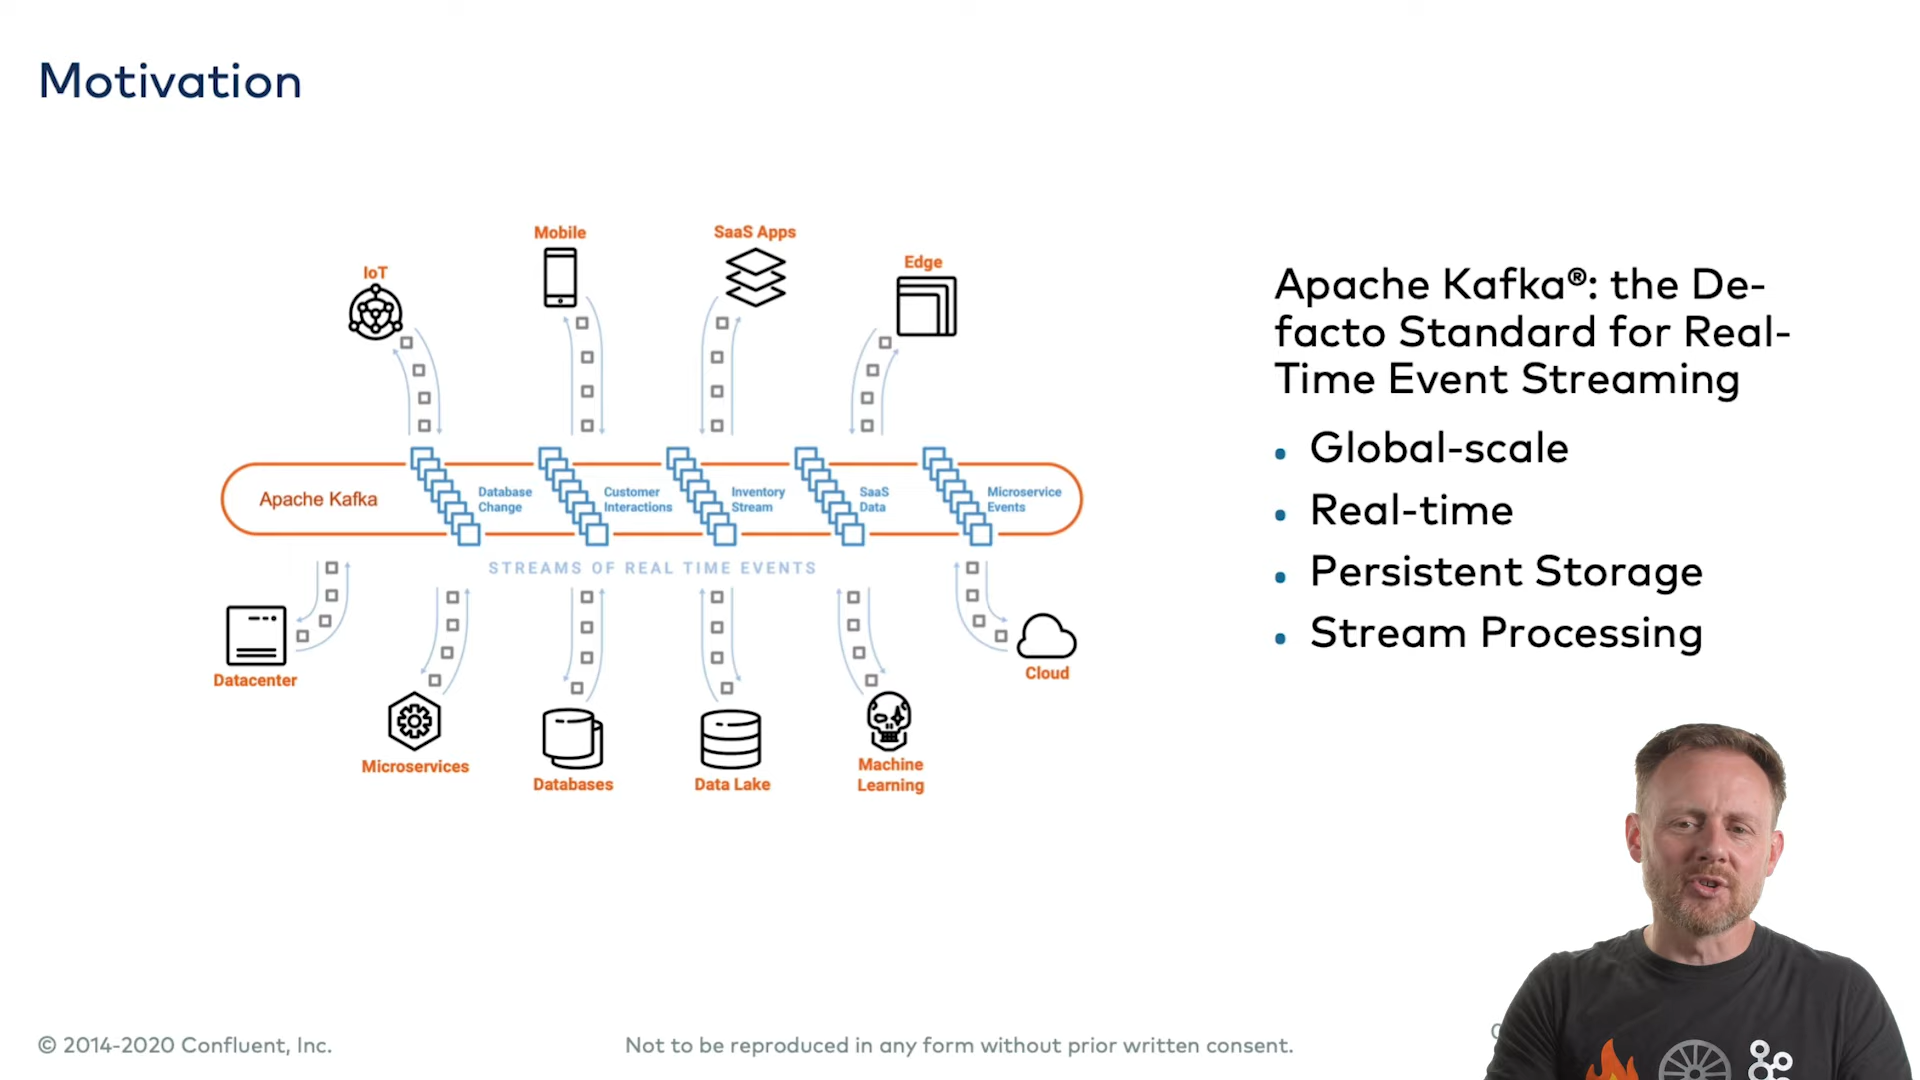 Motivation
Mobile
SaaS Apps
Edge
IoT
Apache Kafka
Database
Change
Customer
Interactions
Inventory
Stream
SaaS
Data
Microservice
Events
STREAMS OF REAL TIME EVENTS
Datacenter
Cloud
Microservices
Databases
Data Lake
Machine
Learning
Apache Kafka®: the De-
facto Standard for Real-
Time Event Streaming
• Global-scale
• Real-time
• Persistent Storage
• Stream Processing
© 2014-2020 Confluent, Inc.
Not to be reproduced in any form without prior written consent.